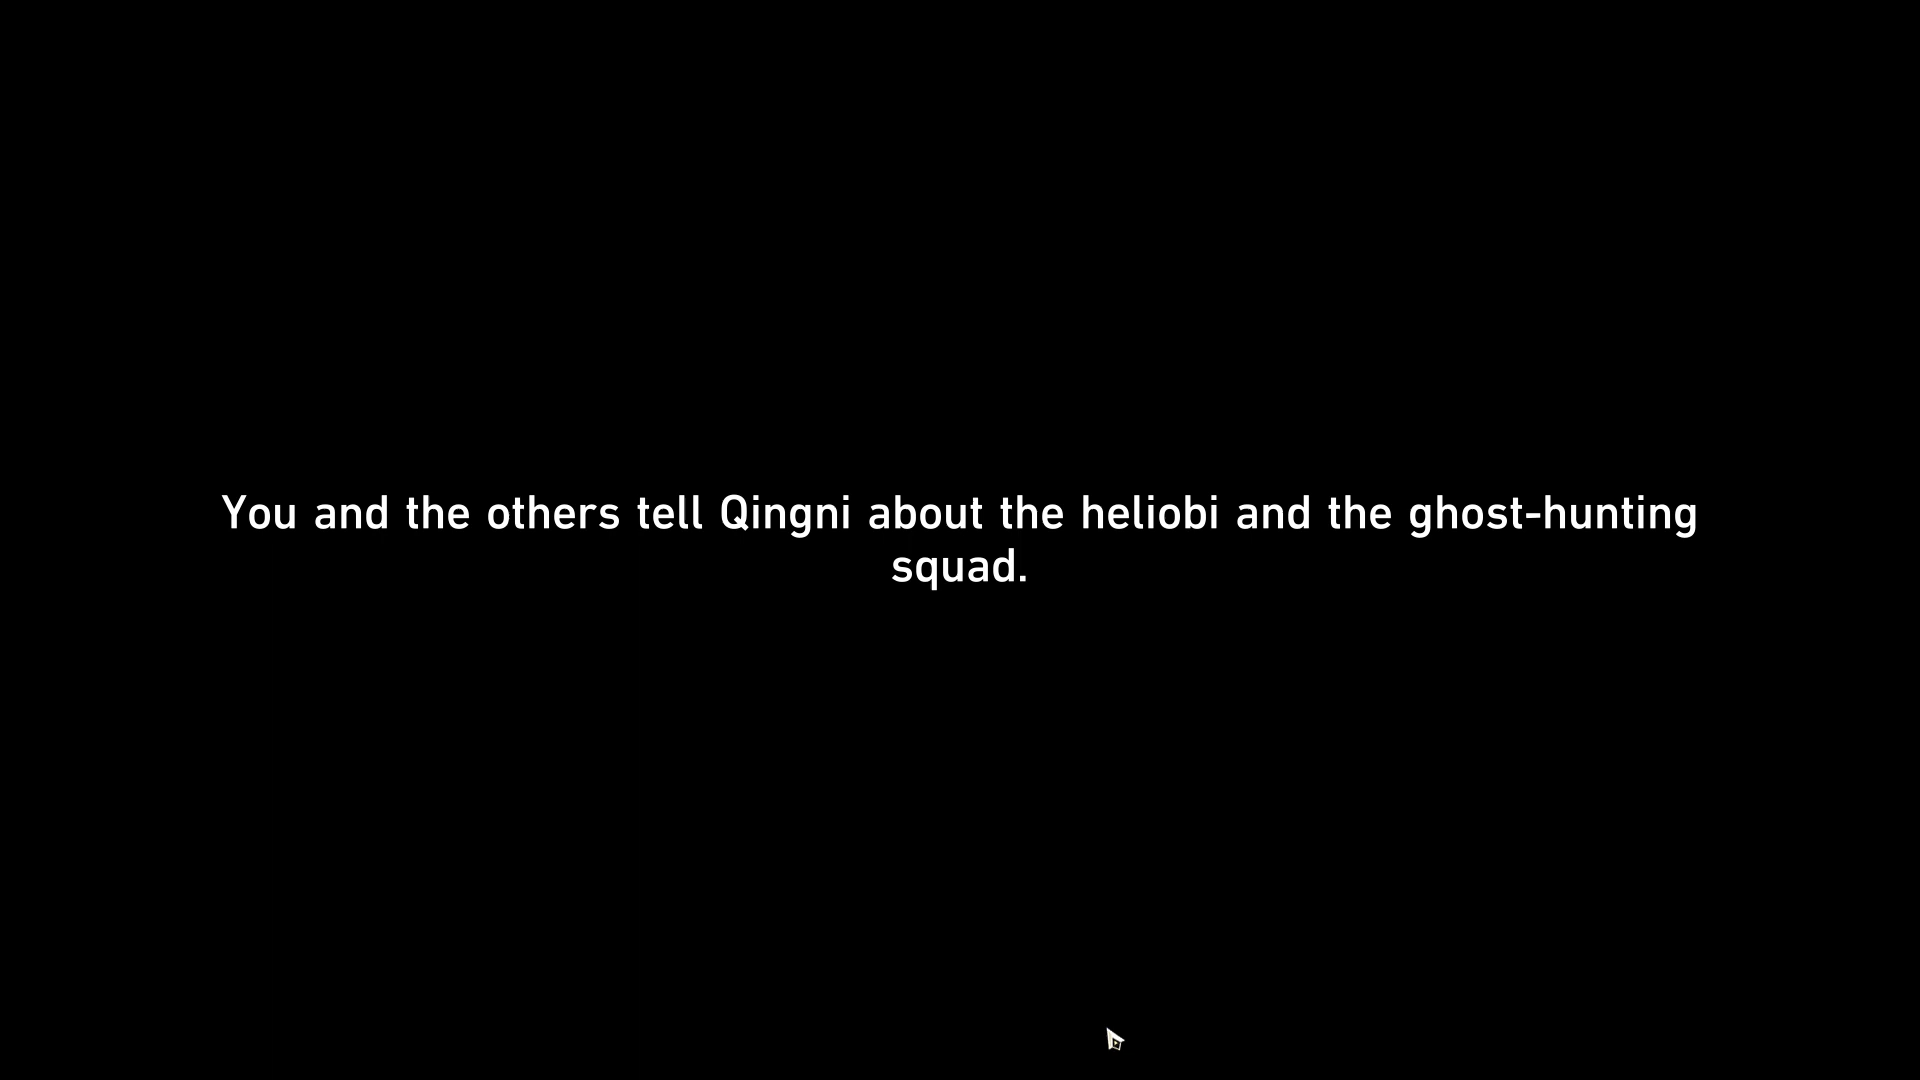 You and the others tell Qingni about the heliobi and the ghost-hunting
squad.